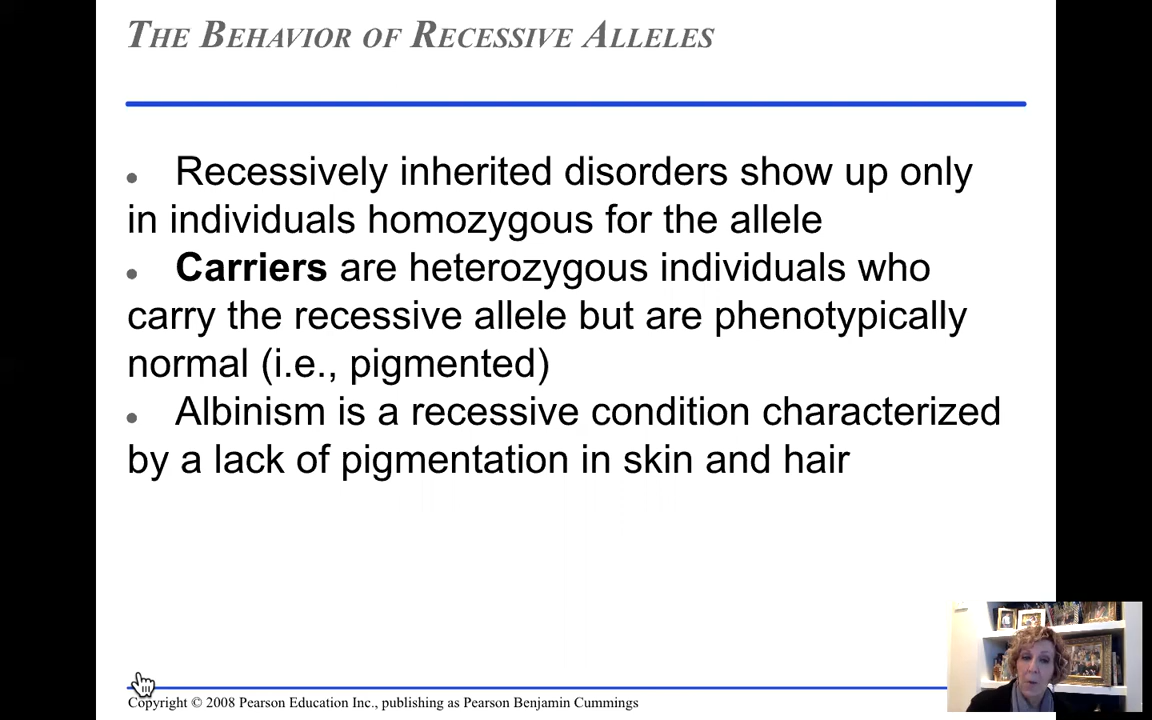 THE BEHAVIOR OF RECESSIVE ALLELES
• Recessively inherited disorders show up only
in individuals homozygous for the allele
• Carriers are heterozygous individuals who
carry the recessive allele but are phenotypically
normal (i.e., pigmented)
• Albinism is a recessive condition characterized
by a lack of pigmentation in skin and hair
Copyright © 2008 Pearson Education Inc., publishing as Pearson Benjamin Cummings